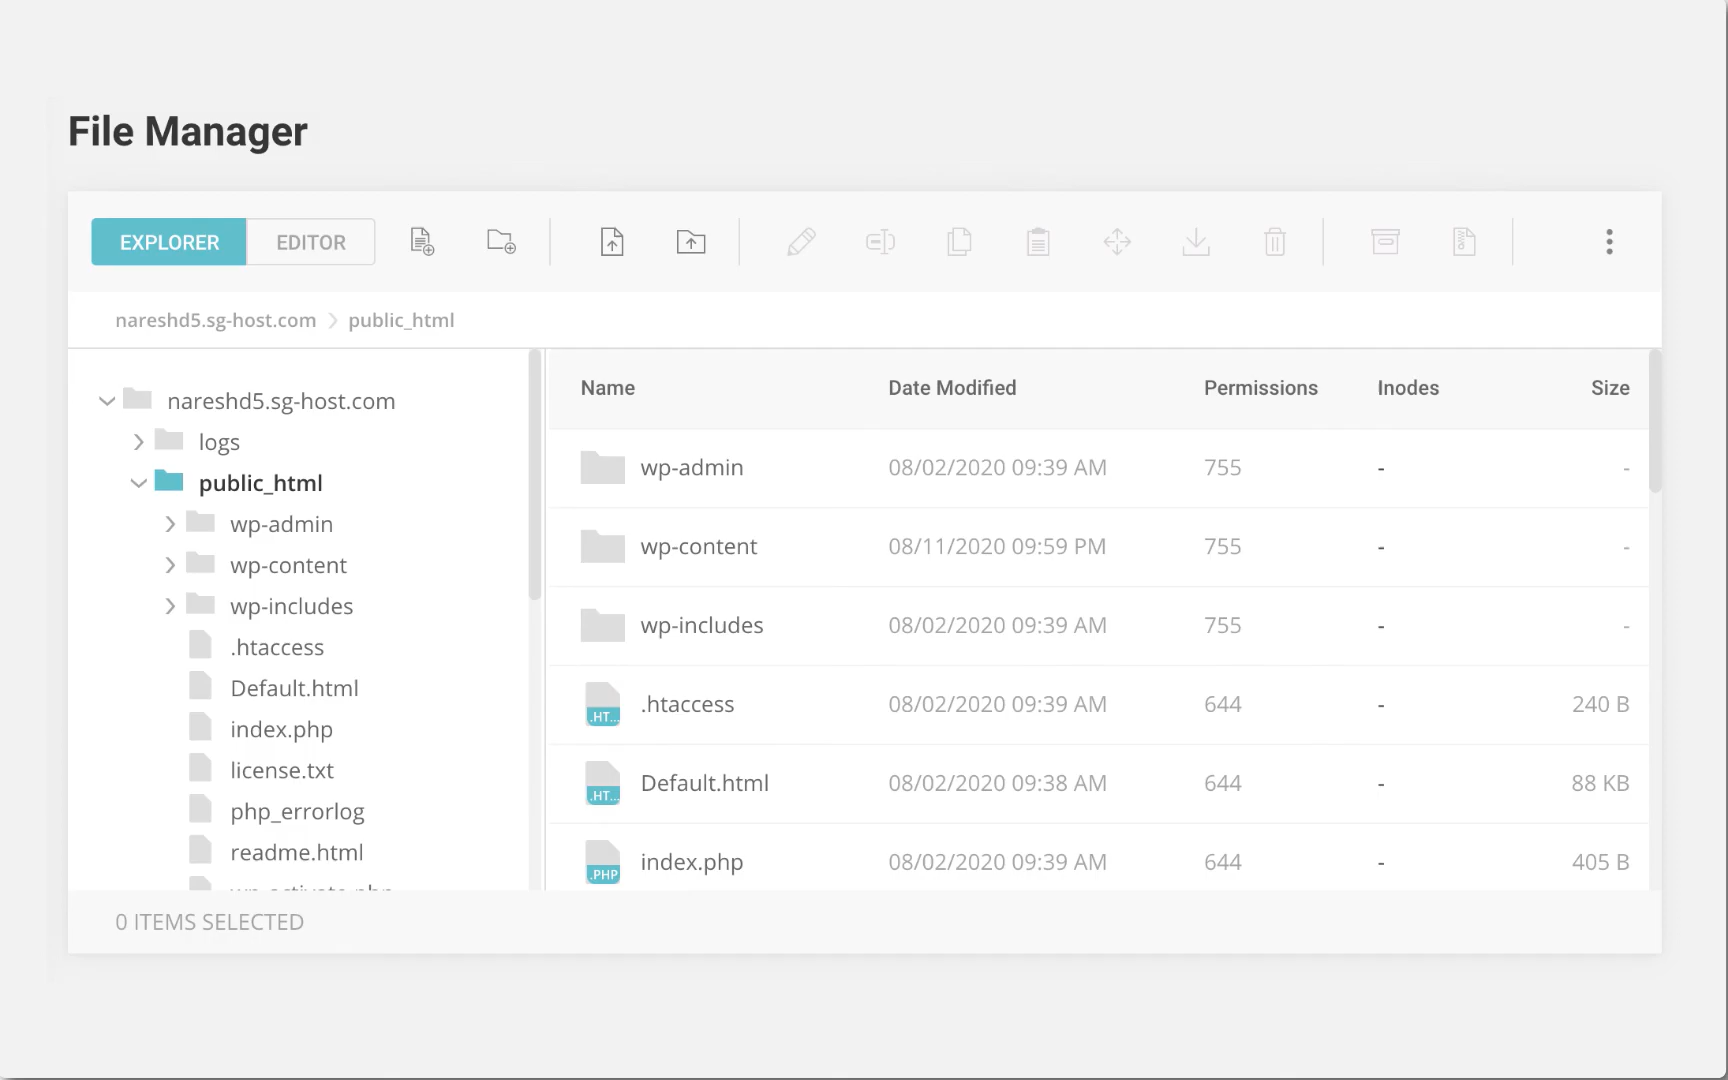 File Manager
EXPLORER EDITOR
nareshd5.sg-host.com public_html
nareshd5.sg-host.com
logs
public_html
wp-admin
wp-content
wp-includes
.htaccess
Default.html
index.php
license.txt
php_errorlog
readme.html
Name Date Modified Permissions Inodes Size
wp-admin 08/02/2020 09:39 AM 755 - -
wp-content 08/11/2020 09:59 PM 755 - -
wp-includes 08/02/2020 09:39 AM 755 - -
.HT... .htaccess 08/02/2020 09:39 AM 644 - 240 B
.HT... Default.html 08/02/2020 09:38 AM 644 - 88 KB
.PHP index.php 08/02/2020 09:39 AM 644 - 405 B
0 ITEMS SELECTED